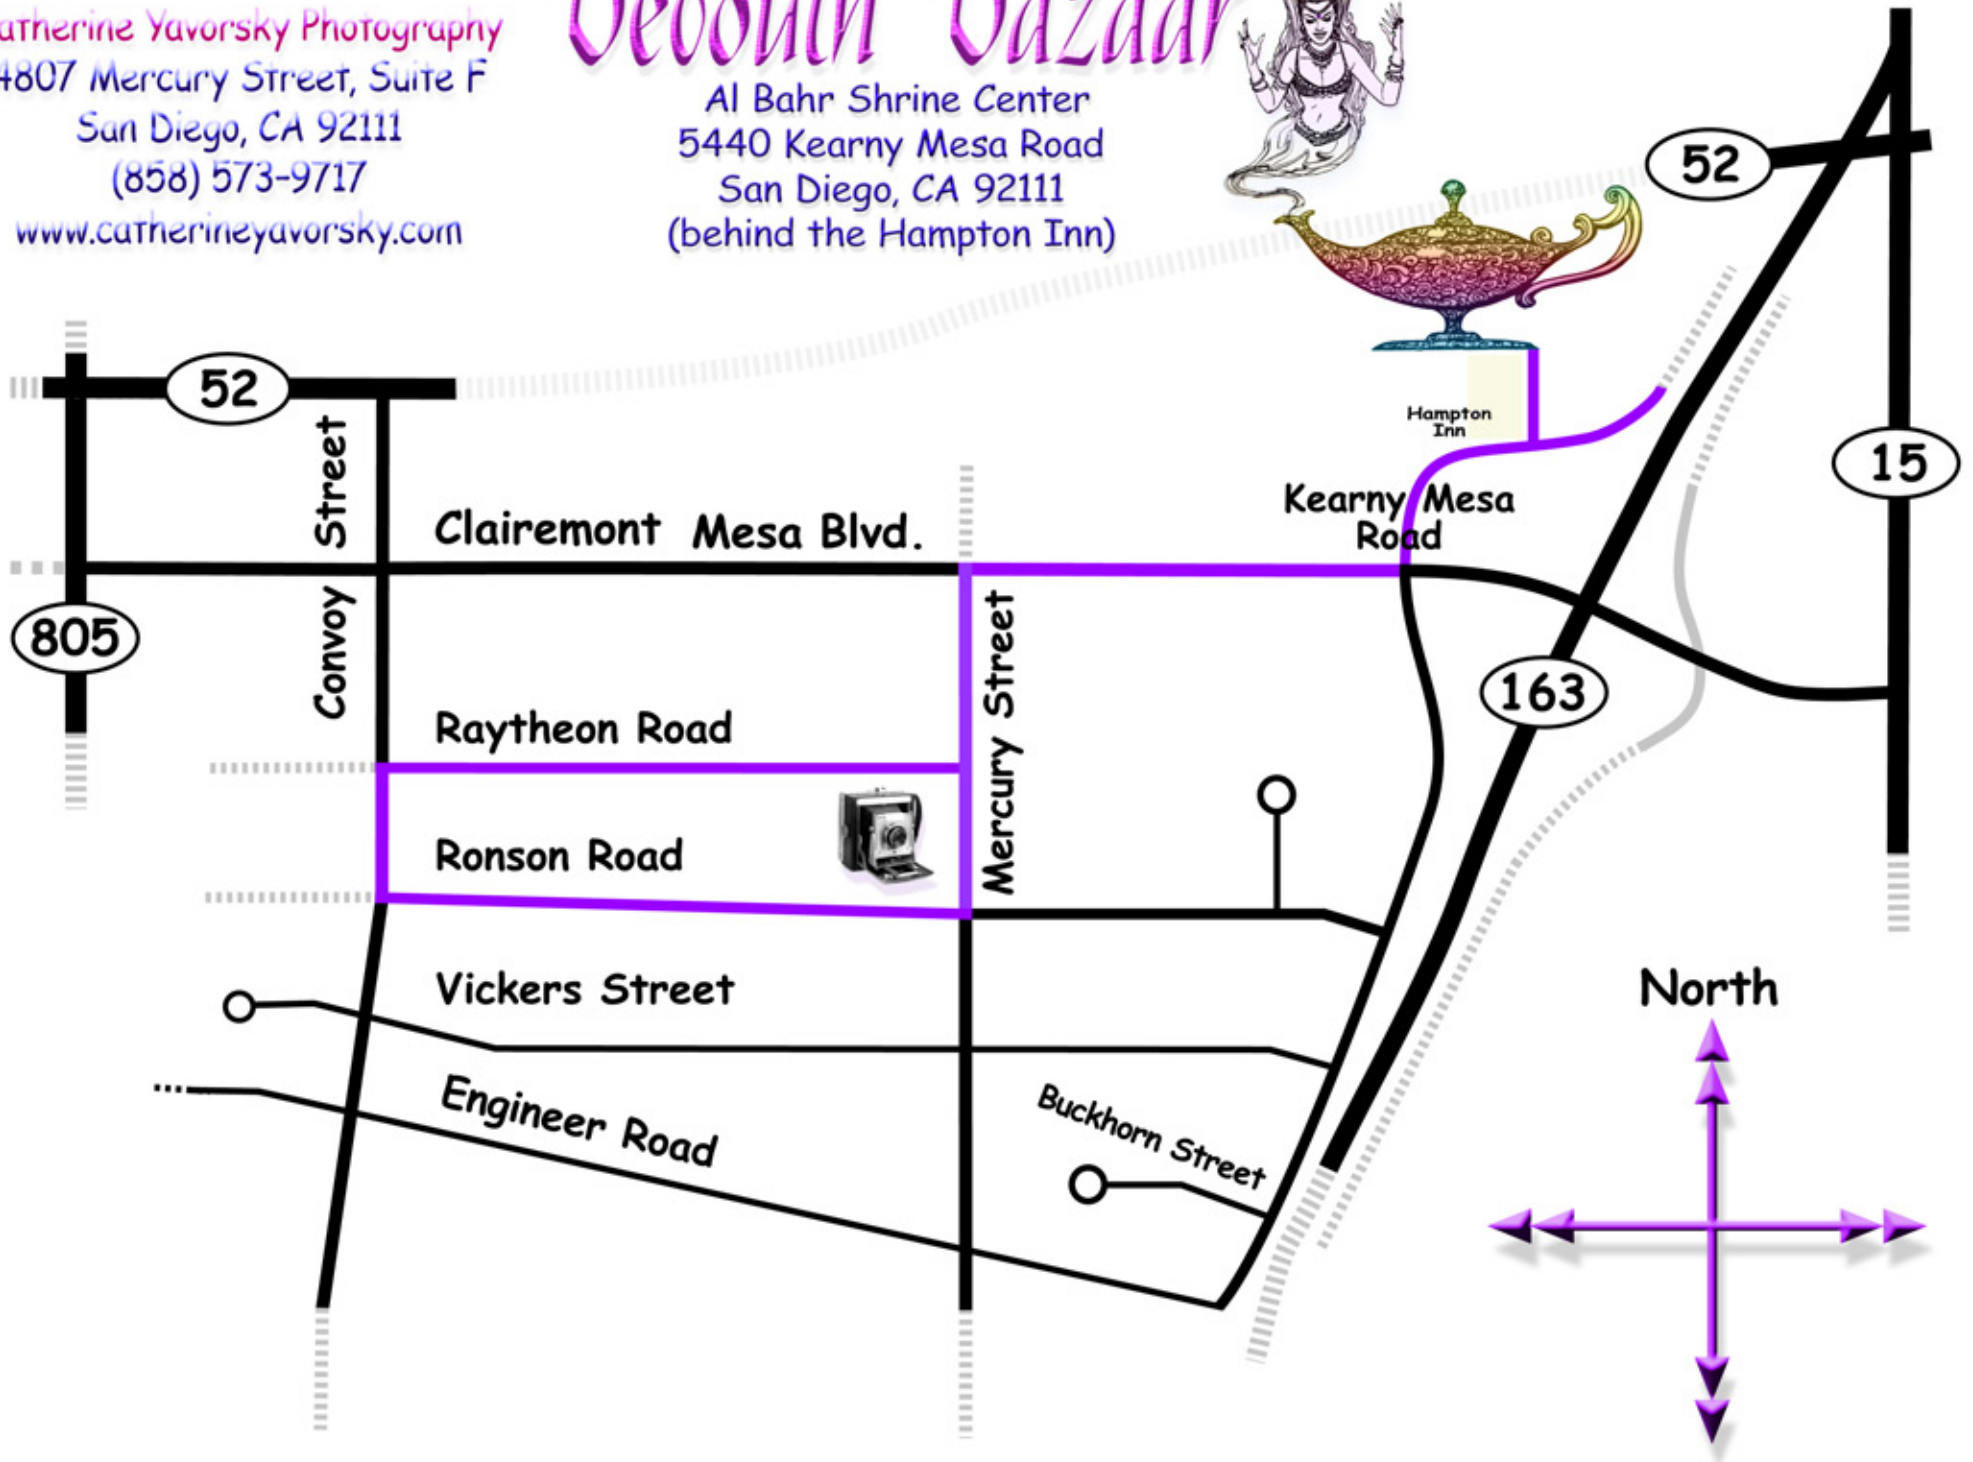 Catherine Yavorsky Photography
4807 Mercury Street, Suite F
San Diego, CA 92111
(858) 573-9717
www.catherineyavorsky.com
Bazaar
Al Bahr Shrine Center
5440 Kearny Mesa Road
San Diego, CA 92111
(behind the Hampton Inn)
52
52
Hampton
Inn
15
Kearny Mesa
Road
Convoy Street
Clairemont Mesa Blvd.
805
Mercury Street
163
Raytheon Road
Ronson Road
Vickers Street
Engineer Road
Buckhorn Street
North